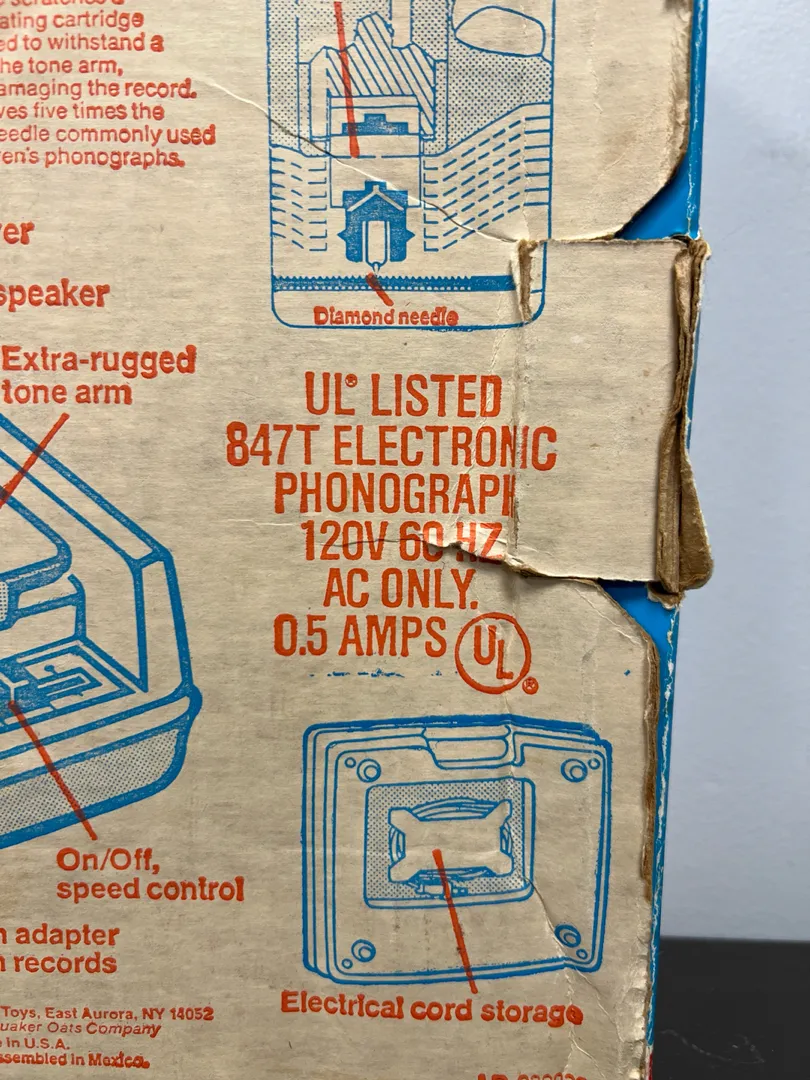 ating cartridge
ed to withstand a
he tone arm,
amaging the record.
ves five times the
eedle commonly used
en's phonographs.
er
speaker
Extra-rugged
tone arm
Diamond needle
UL® LISTED
847T ELECTRONIC
PHONOGRAPH
120V 60 HZ
AC ONLY.
0.5 AMPS UL®
On/Off,
speed control
n adapter
n records
Electrical cord storage
Toys, East Aurora, NY 14052
uaker Oats Company
e in U.S.A.
ssembled in Mexico.